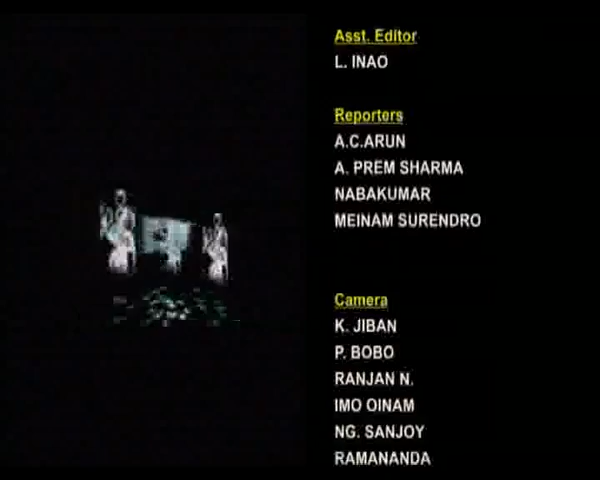 Asst. Editor
L. INAO
Reporters
A.C.ARUN
A. PREM SHARMA
NABAKUMAR
MEINAM SURENDRO
Camera
K. JIBAN
P. BOBO
RANJAN N.
IMO OINAM
NG. SANJOY
RAMANANDA